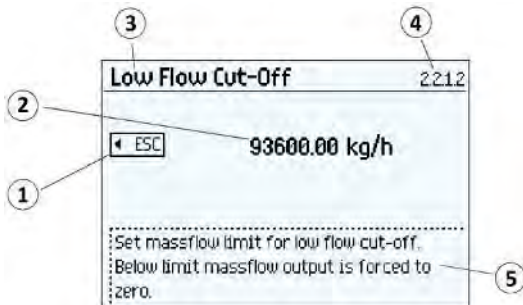 3
4
Low Flow Cut-Off 2.2.1.2
2
◄ ESC 93600.00 kg/h
1
Set massflow limit for low flow cut-off.
Below limit massflow output is forced to
5
zero.